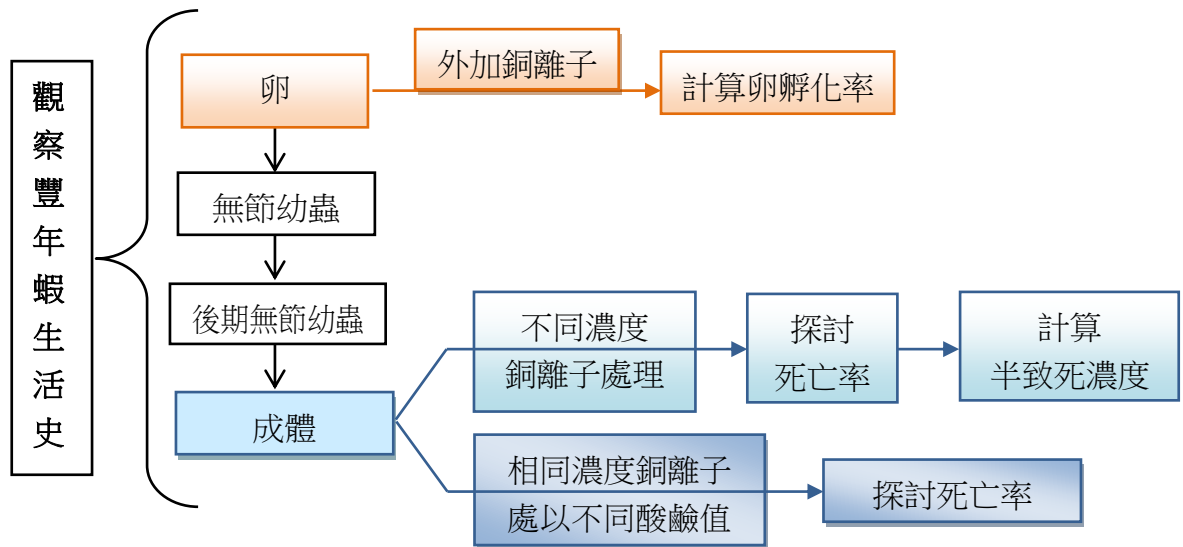 觀察豐年蝦生活史
卵
外加銅離子
計算卵孵化率
無節幼蟲
後期無節幼蟲
成體
不同濃度
銅離子處理
探討
死亡率
計算
半致死濃度
相同濃度銅離子
處以不同酸鹼值
探討死亡率